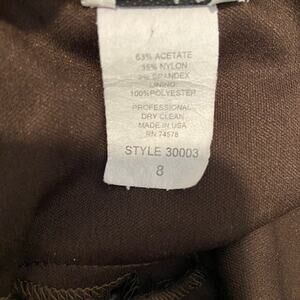 63% ACETATE
35% NYLON
2% SPANDEX
LINING
100%POLYESTER
PROFESSIONAL
DRY CLEAN
MADE IN USA
RN 74578
STYLE 30003
8